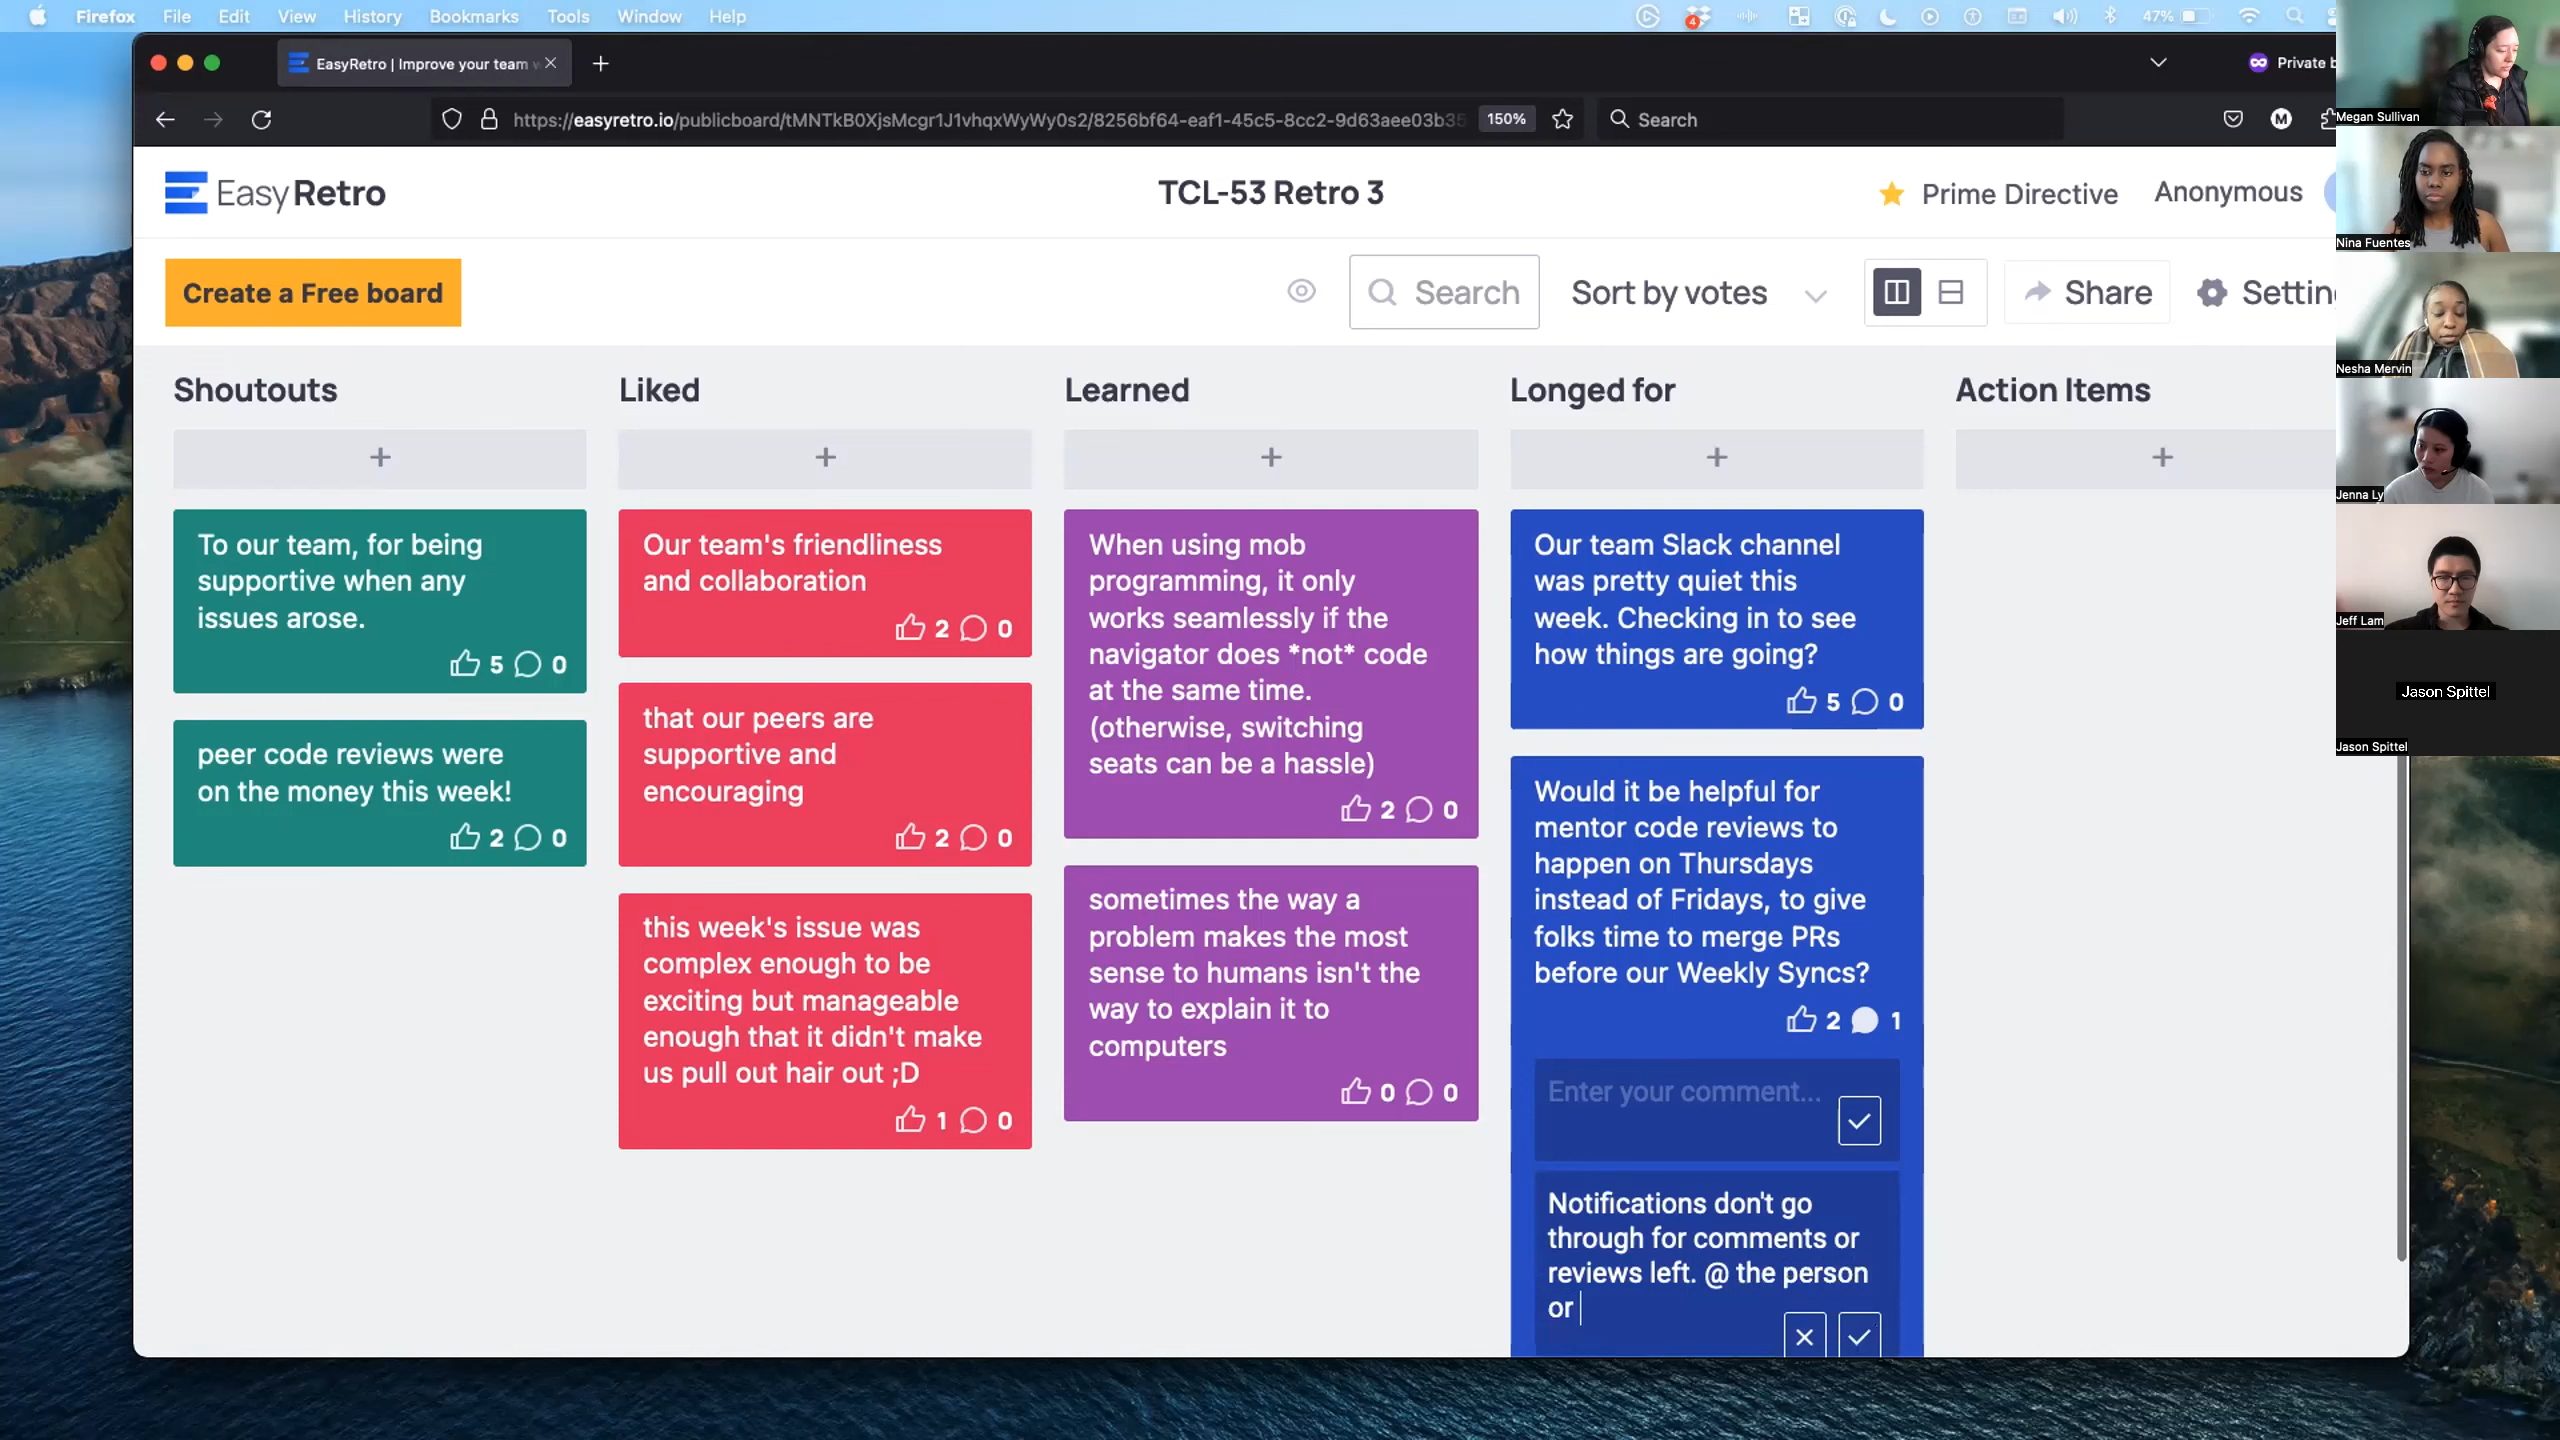 Firefox File Edit View History Bookmarks Tools Window Help
4
47%
EasyRetro | Improve your team
Private
https://easyretro.io/publicboard/tMNTkB0XjsMcgr1J1vhqxWyWy0s2/8256bf64-eaf1-45c5-8cc2-9d63aee03b35
150%
Search
M
EasyRetro
TCL-53 Retro 3
Prime Directive
Anonymous
Create a Free board
Search
Sort by votes
Share
Settin
Shoutouts
+
To our team, for being
supportive when any
issues arose.
5 0
peer code reviews were
on the money this week!
2 0
Liked
+
Our team's friendliness
and collaboration
2 0
that our peers are
supportive and
encouraging
2 0
this week's issue was
complex enough to be
exciting but manageable
enough that it didn't make
us pull out hair out ;D
1 0
Learned
+
When using mob
programming, it only
works seamlessly if the
navigator does *not* code
at the same time.
(otherwise, switching
seats can be a hassle)
2 0
sometimes the way a
problem makes the most
sense to humans isn't the
way to explain it to
computers
0 0
Longed for
+
Our team Slack channel
was pretty quiet this
week. Checking in to see
how things are going?
5 0
Would it be helpful for
mentor code reviews to
happen on Thursdays
instead of Fridays, to give
folks time to merge PRs
before our Weekly Syncs?
2 1
Enter your comment...
Notifications don't go
through for comments or
reviews left. @ the person
or
Action Items
+
Megan Sullivan
Nina Fuentes
Nesha Mervin
Jenna Ly
Jeff Lam
Jason Spittel
Jason Spittel